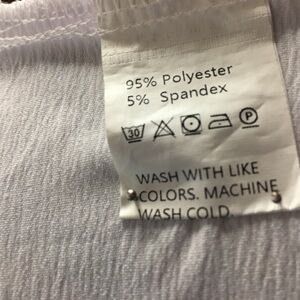 95% Polyester
5% Spandex
30 P
WASH WITH LIKE
COLORS. MACHINE
WASH COLD.